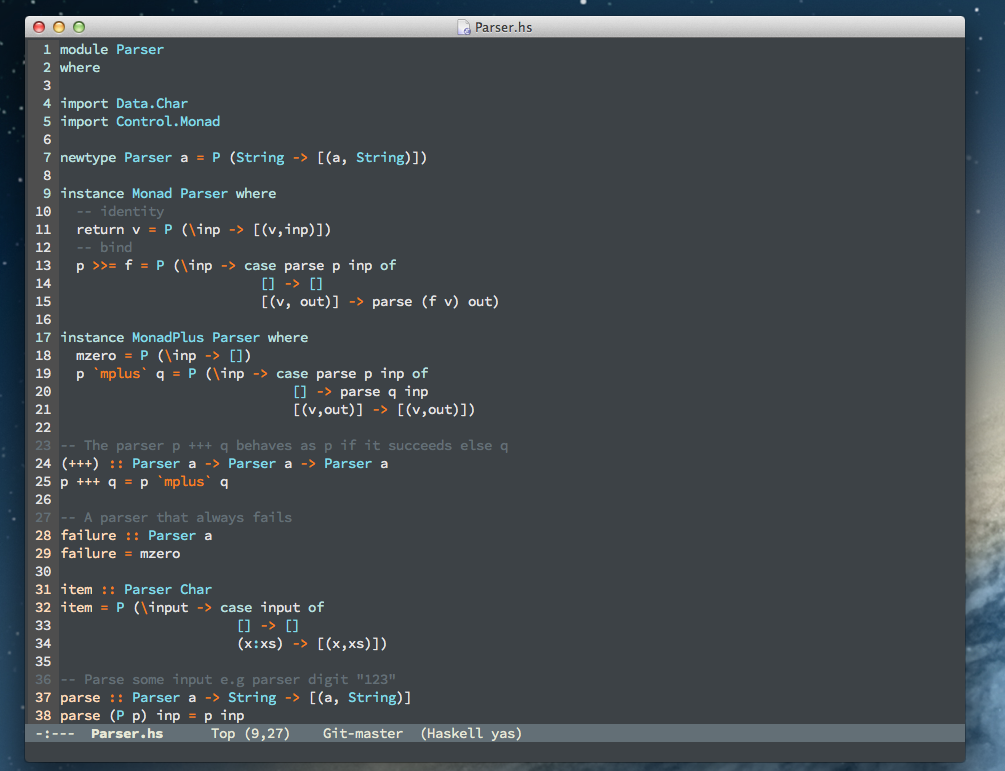 Parser.hs
1 module Parser
2 where
3
4 import Data.Char
5 import Control.Monad
6
7 newtype Parser a = P (String -> [(a, String)])
8
9 instance Monad Parser where
10   -- identity
11   return v = P (\inp -> [(v,inp)])
12   -- bind
13   p >>= f = P (\inp -> case parse p inp of
14                          [] -> []
15                          [(v, out)] -> parse (f v) out)
16
17 instance MonadPlus Parser where
18   mzero = P (\inp -> [])
19   p `mplus` q = P (\inp -> case parse p inp of
20                              [] -> parse q inp
21                              [(v,out)] -> [(v,out)])
22
23 -- The parser p +++ q behaves as p if it succeeds else q
24 (+++) :: Parser a -> Parser a -> Parser a
25 p +++ q = p `mplus` q
26
27 -- A parser that always fails
28 failure :: Parser a
29 failure = mzero
30
31 item :: Parser Char
32 item = P (\input -> case input of
33                       [] -> []
34                       (x:xs) -> [(x,xs)])
35
36 -- Parse some input e.g parser digit "123"
37 parse :: Parser a -> String -> [(a, String)]
38 parse (P p) inp = p inp
-:---  Parser.hs      Top (9,27)    Git-master  (Haskell yas)